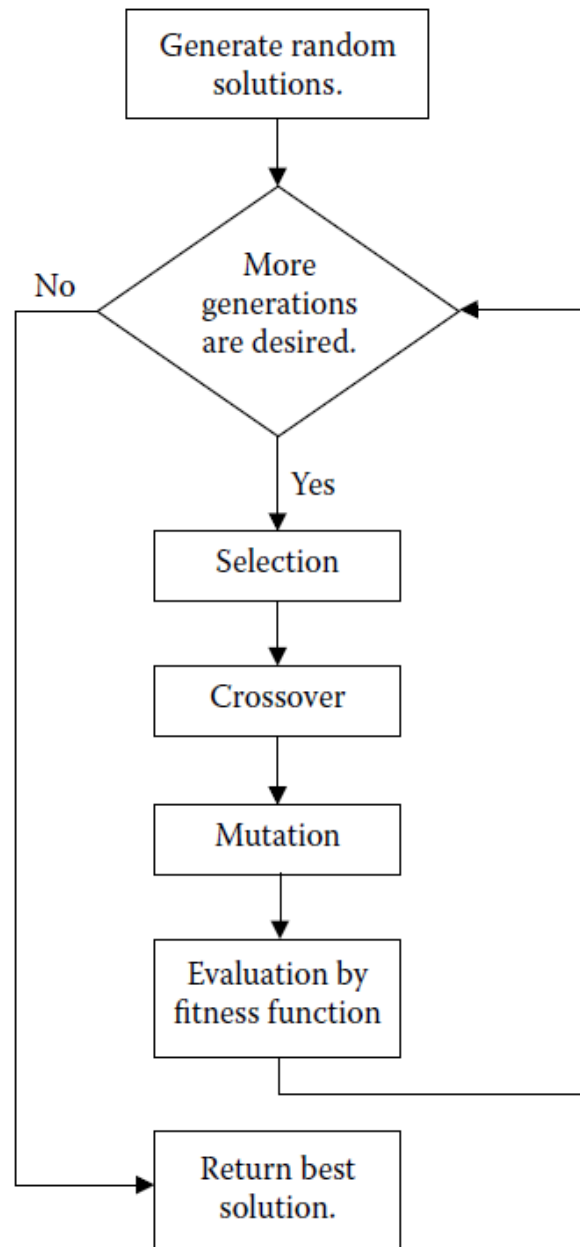 Generate random
solutions.
More
generations
are desired.
No
Yes
Selection
Crossover
Mutation
Evaluation by
fitness function
Return best
solution.